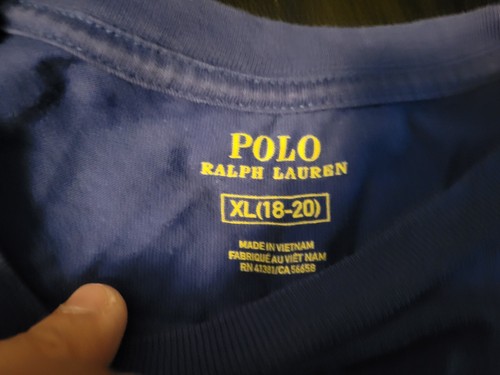 POLO
RALPH LAUREN
XL(18-20)
MADE IN VIETNAM
FABRIQUÉ AU VIÊT NAM
RN 41381/CA 56658